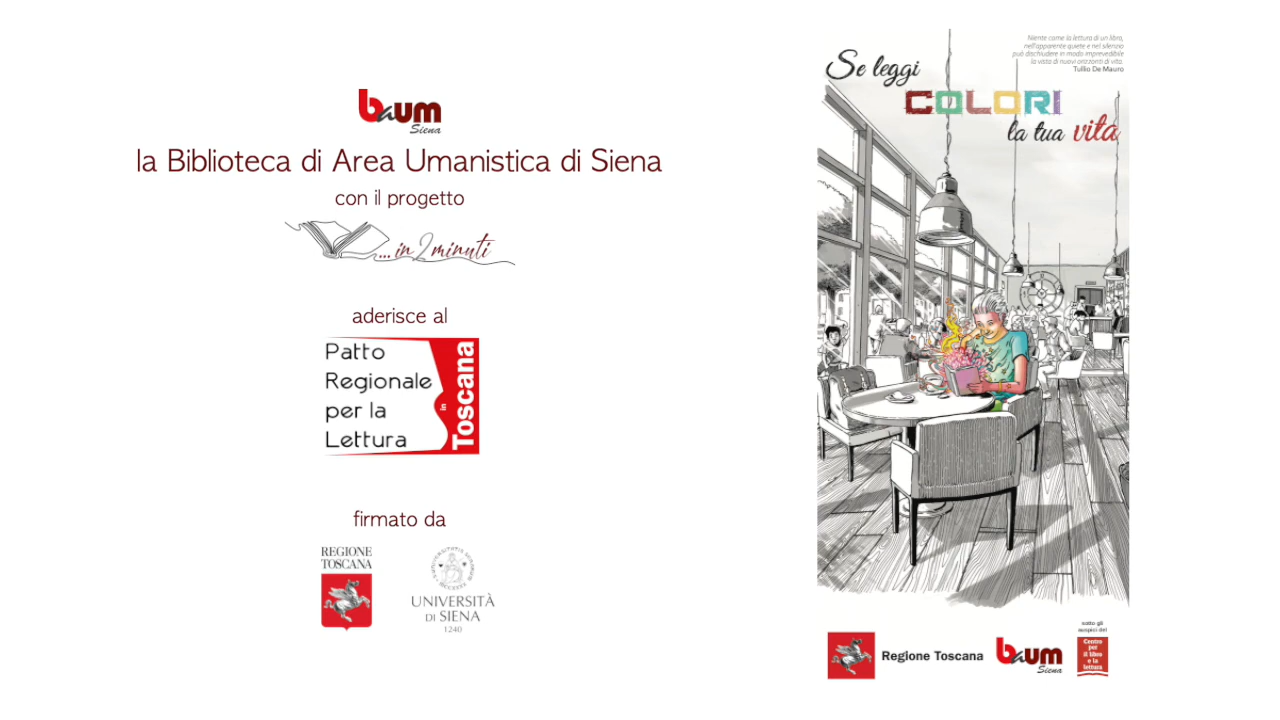 baum
Siena
la Biblioteca di Area Umanistica di Siena
con il progetto
...in 2 minuti
aderisce al
Patto
Regionale
per la
Lettura
in
Toscana
firmato da
REGIONE
TOSCANA
UNIVERSITÀ
DI SIENA
1240
Niente come la lettura di un libro,
nell'apparente quiete e nel silenzio
può dischiudere in modo imprevedibile
la vista di nuovi orizzonti di vita.
Tullio De Mauro
Se leggi
COLORI
la tua vita
Regione Toscana
baum
Siena
sotto gli
auspici del
Centro
per
il libro
e la
lettura